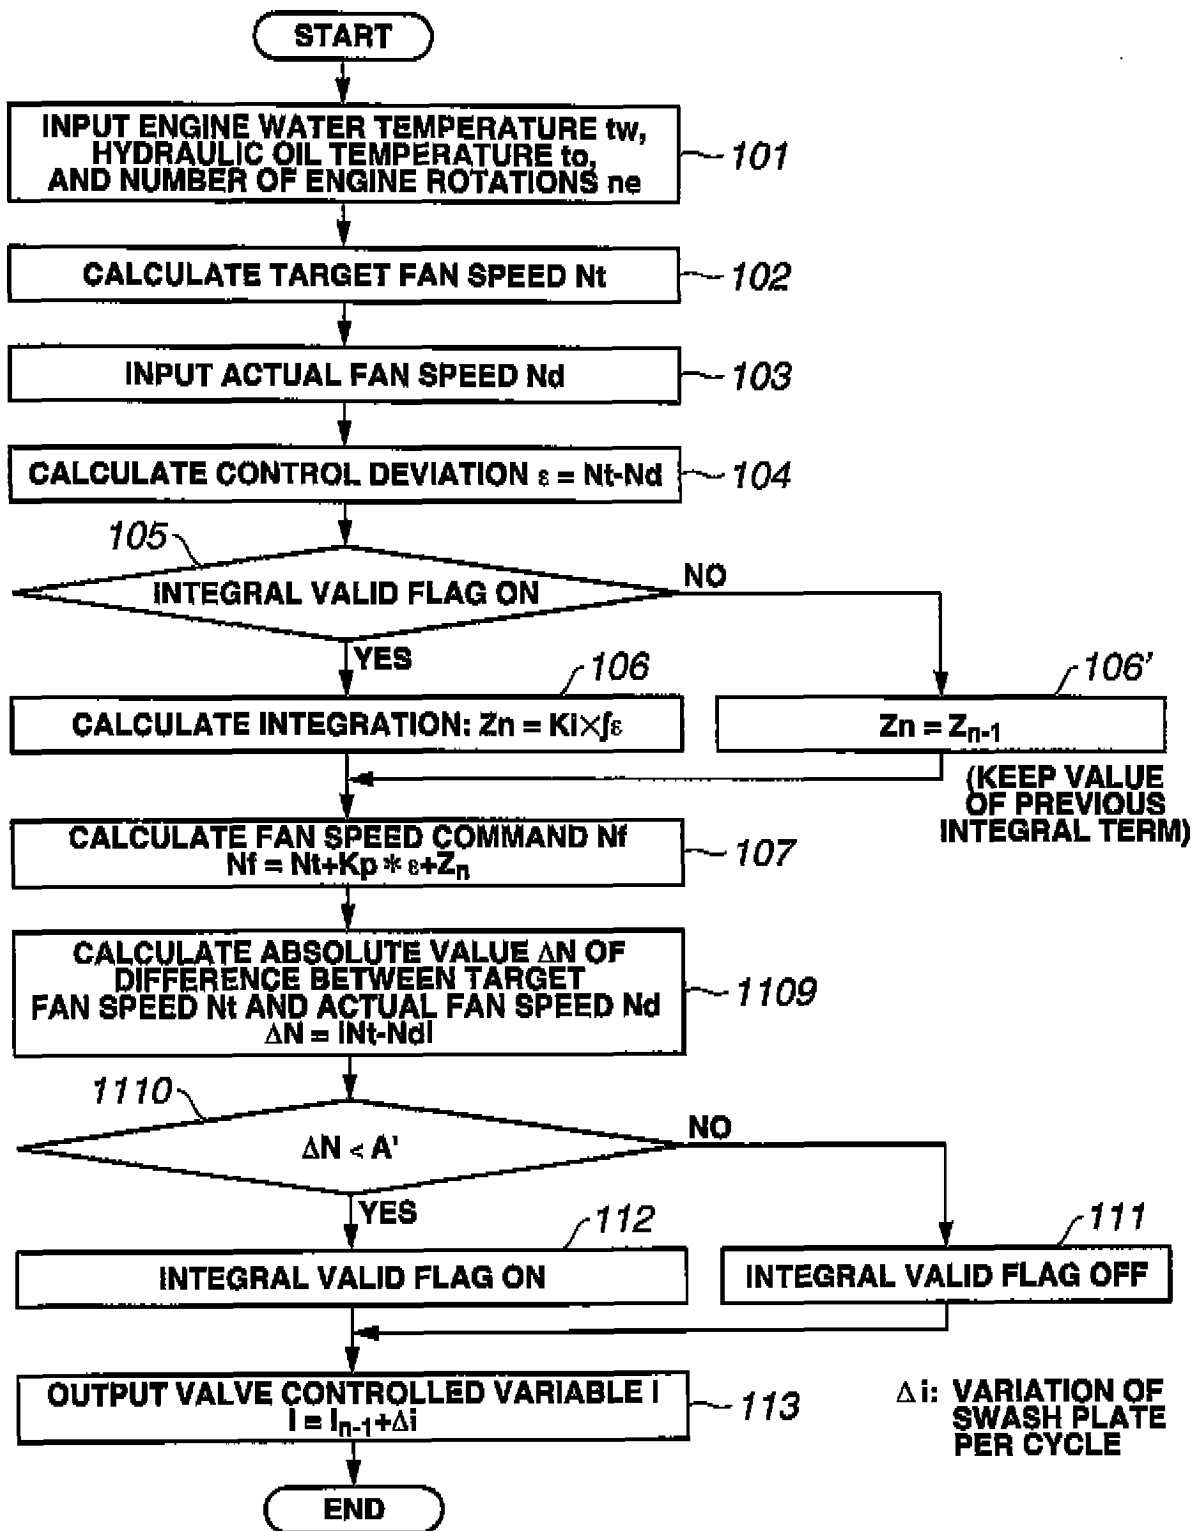 START
INPUT ENGINE WATER TEMPERATURE tw,
HYDRAULIC OIL TEMPERATURE to,
AND NUMBER OF ENGINE ROTATIONS ne
101
CALCULATE TARGET FAN SPEED Nt
102
INPUT ACTUAL FAN SPEED Nd
103
CALCULATE CONTROL DEVIATION ε = Nt-Nd
104
105
INTEGRAL VALID FLAG ON
NO
YES
106
CALCULATE INTEGRATION: Zn = Ki×∫ε
106'
Zn = Zn-1
(KEEP VALUE
OF PREVIOUS
INTEGRAL TERM)
CALCULATE FAN SPEED COMMAND Nf
Nf = Nt+Kp * ε+Zn
107
CALCULATE ABSOLUTE VALUE ΔN OF
DIFFERENCE BETWEEN TARGET
FAN SPEED Nt AND ACTUAL FAN SPEED Nd
ΔN = |Nt-Nd|
1109
1110
ΔN < A'
NO
YES
112
INTEGRAL VALID FLAG ON
111
INTEGRAL VALID FLAG OFF
OUTPUT VALVE CONTROLLED VARIABLE i
i = in-1+Δi
113
Δi: VARIATION OF
SWASH PLATE
PER CYCLE
END